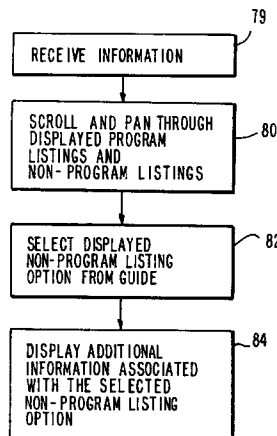 79
RECEIVE INFORMATION
80
SCROLL AND PAN THROUGH
DISPLAYED PROGRAM
LISTINGS AND
NON-PROGRAM LISTINGS
82
SELECT DISPLAYED
NON-PROGRAM LISTING
OPTION FROM GUIDE
84
DISPLAY ADDITIONAL
INFORMATION ASSOCIATED
WITH THE SELECTED
NON-PROGRAM LISTING
OPTION